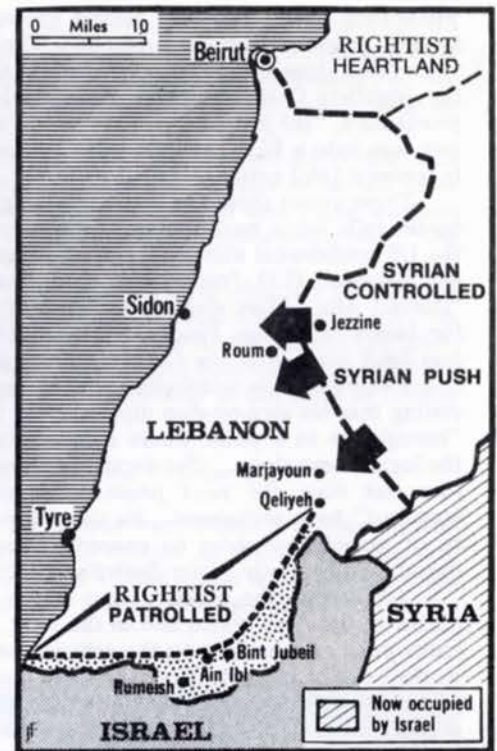 0 Miles 10
Beirut
RIGHTIST
HEARTLAND
SYRIAN
CONTROLLED
Sidon
Jezzine
Roum
SYRIAN PUSH
LEBANON
Marjayoun
Qeliyeh
Tyre
RIGHTIST
PATROLLED
SYRIA
Bint Jubeil
Ain Ibl
Rumeish
Now occupied
by Israel
ISRAEL